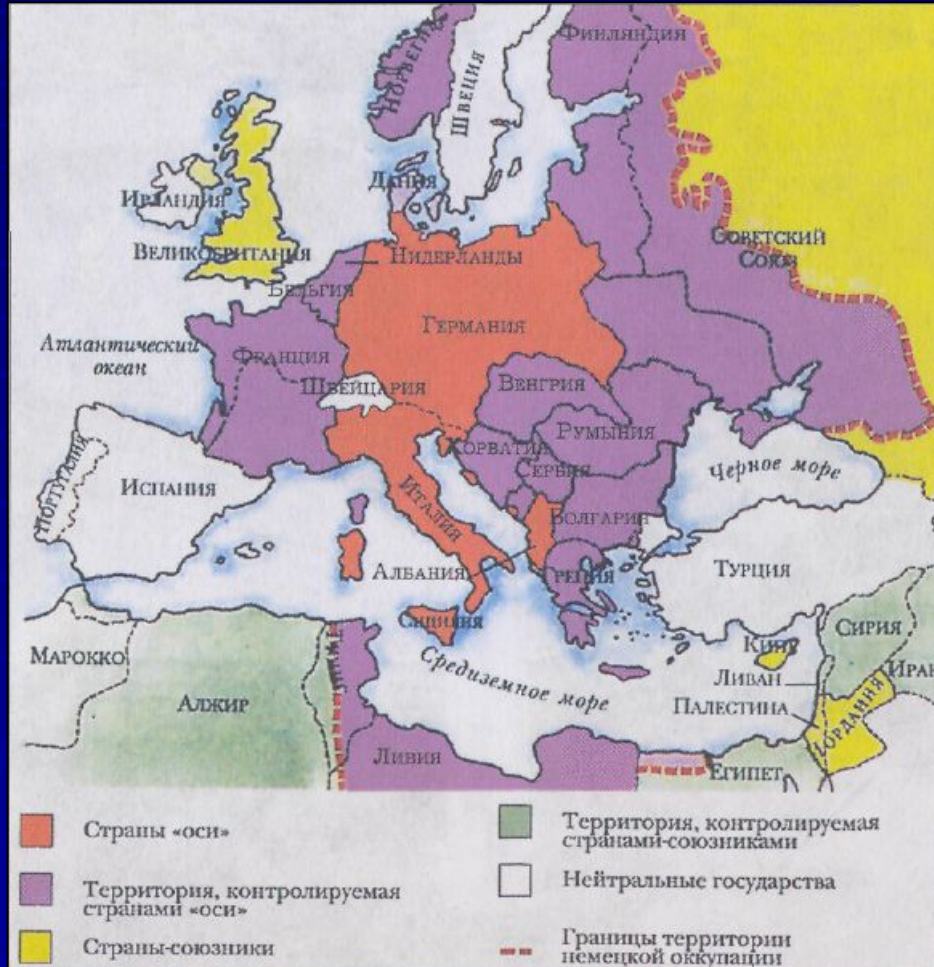 Финляндия
Норвегия
Швеция
Дания
Ирландия
Великобритания
Советский
Союз
Нидерланды
Бельгия
Германия
Атлантический
океан
Франция
Швейцария
Венгрия
Румыния
Хорватия
Сербия
Черное море
Португалия
Испания
Италия
Болгария
Албания
Греция
Турция
Сицилия
Кипр
Сирия
Марокко
Средиземное море
Ливан
Иран
Алжир
Палестина
Иордания
Ливия
Египет
Страны «оси»
Территория, контролируемая
странами «оси»
Страны-союзники
Территория, контролируемая
странами-союзниками
Нейтральные государства
Границы территории
немецкой оккупации